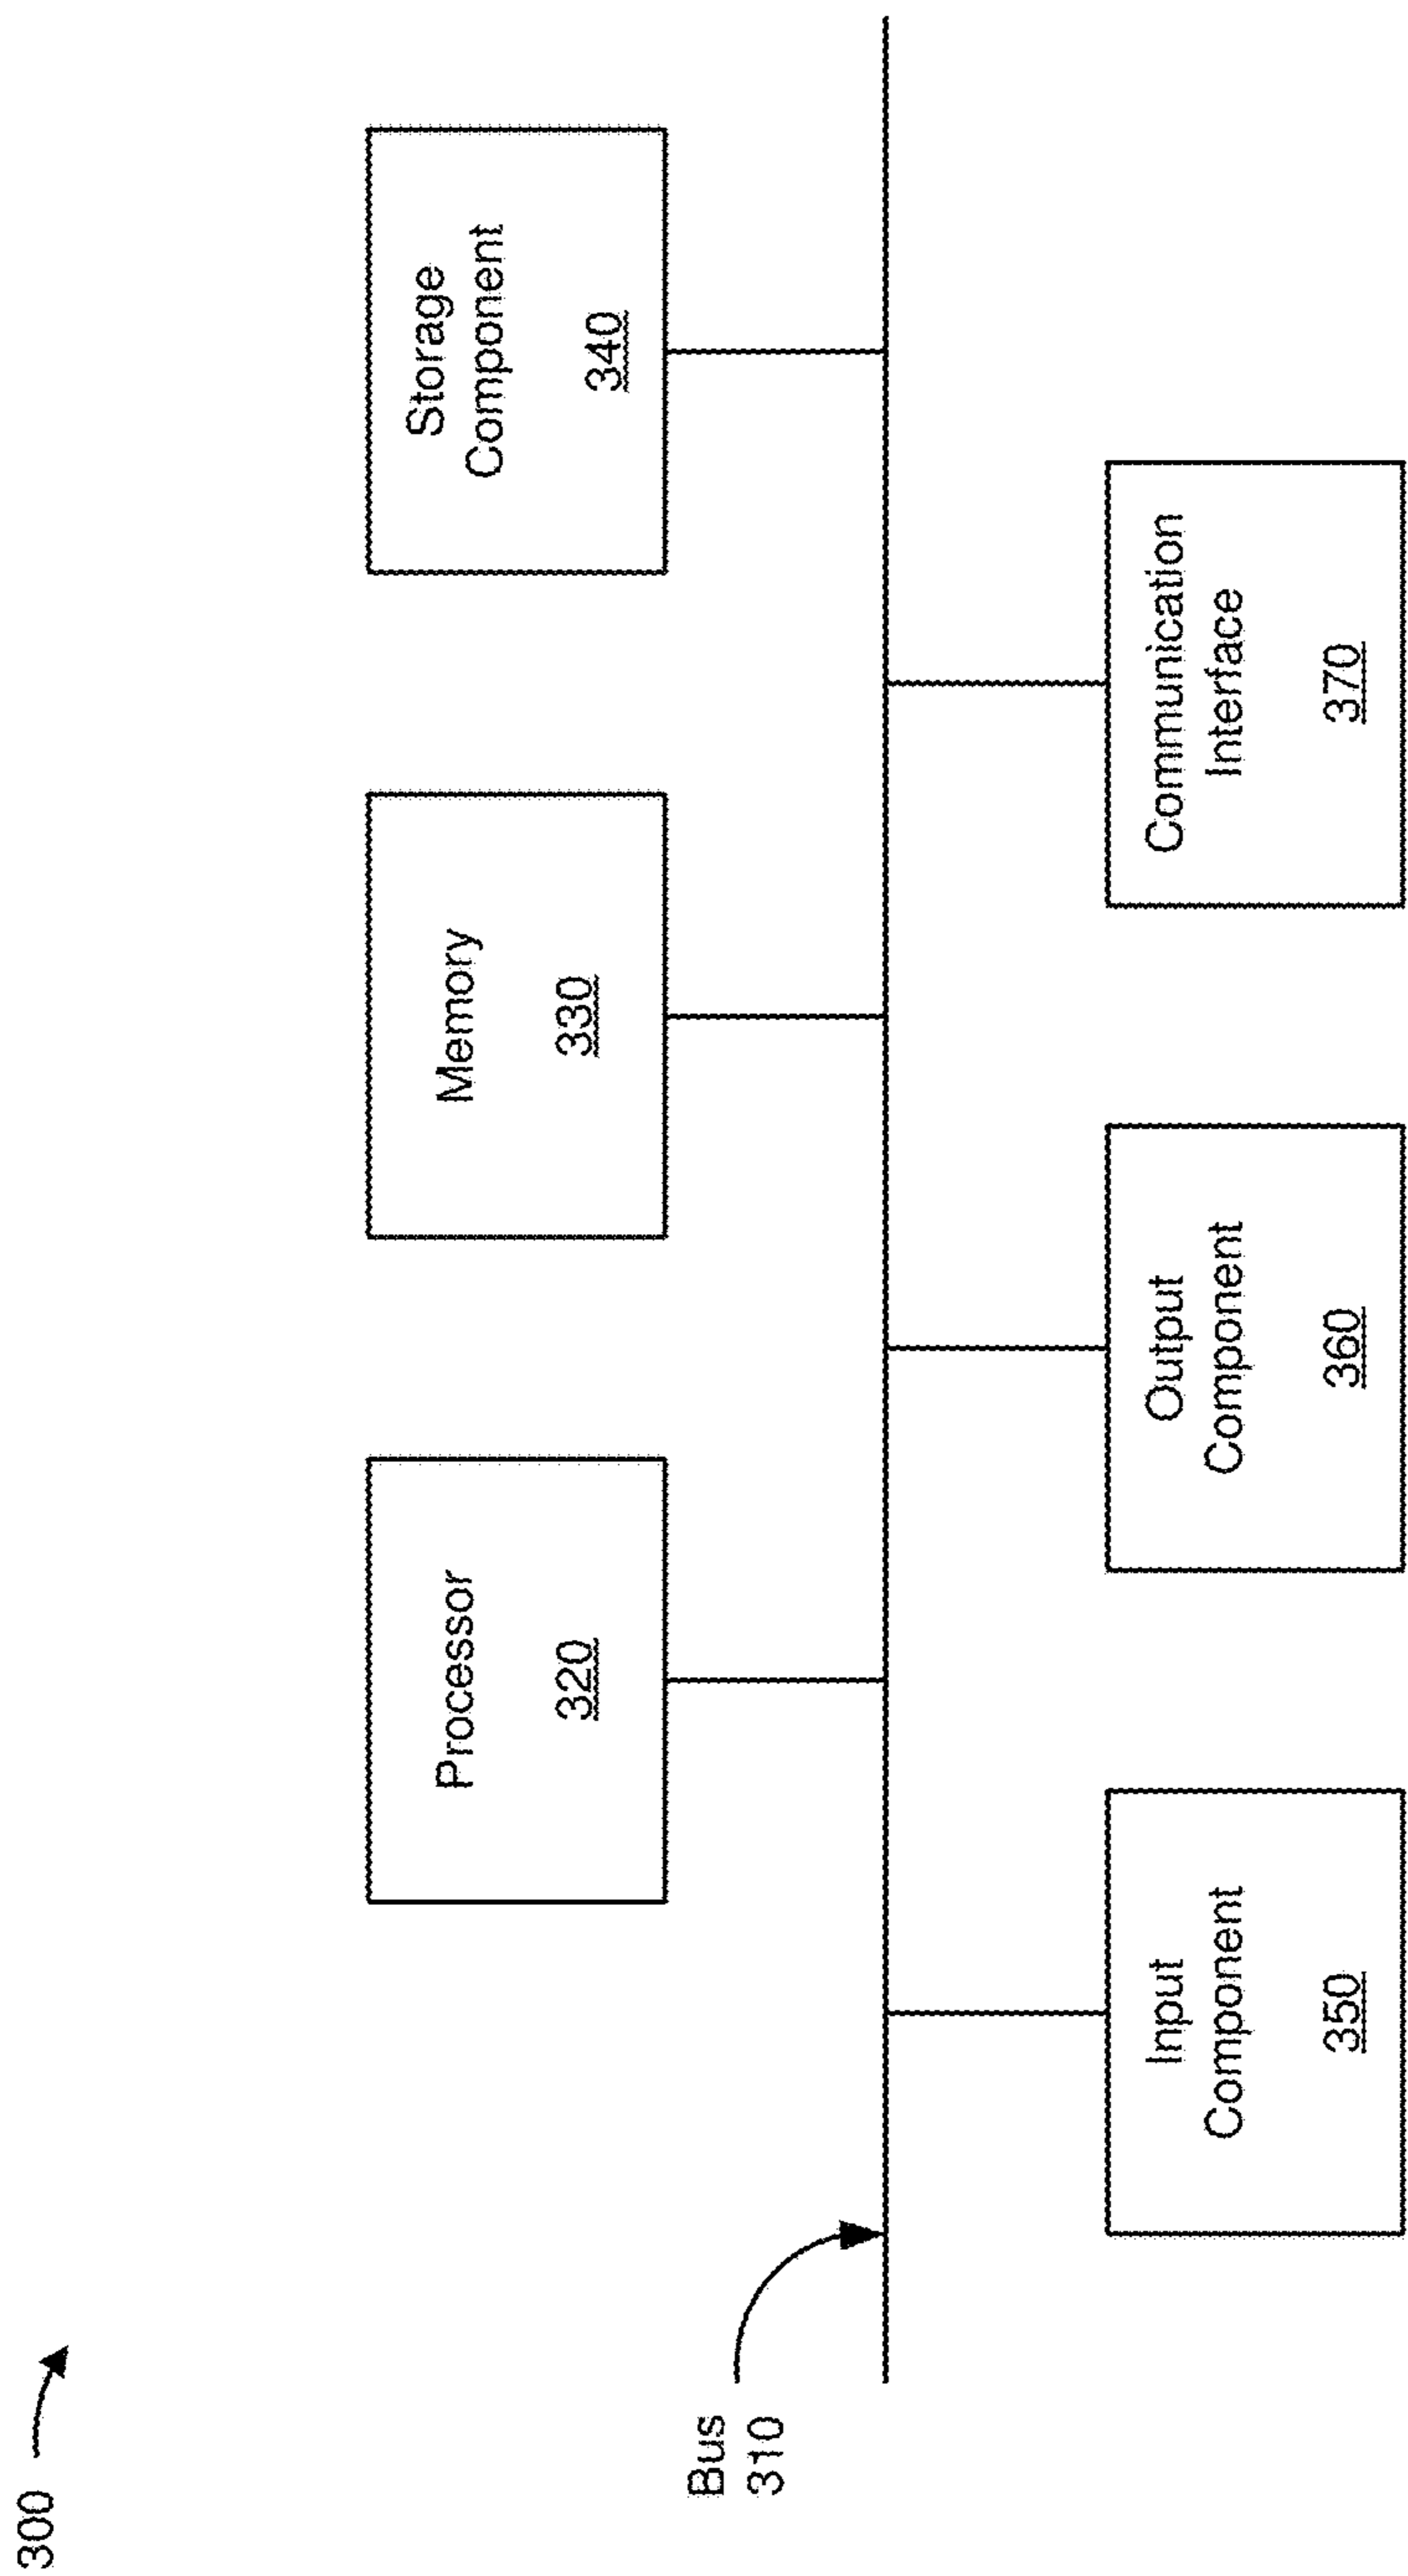 300
Processor
320
Memory
330
Storage
Component
340
Bus
310
Input
Component
350
Output
Component
360
Communication
Interface
370